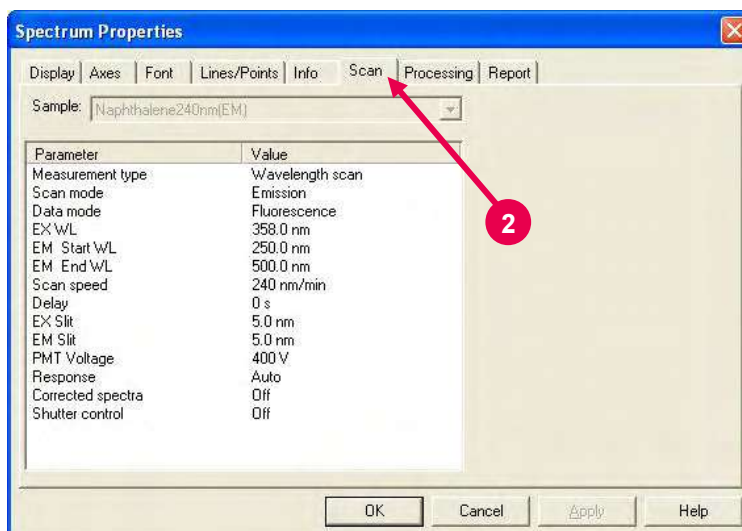 Spectrum Properties
Display Axes Font Lines/Points Info Scan Processing Report
Sample: Naphthalene240nm(EM)
Parameter Value
Measurement type Wavelength scan
Scan mode Emission
Data mode Fluorescence
EX WL 358.0 nm
EM Start WL 250.0 nm
EM End WL 500.0 nm
Scan speed 240 nm/min
Delay 0 s
EX Slit 5.0 nm
EM Slit 5.0 nm
PMT Voltage 400 V
Response Auto
Corrected spectra Off
Shutter control Off
2
OK Cancel Apply Help